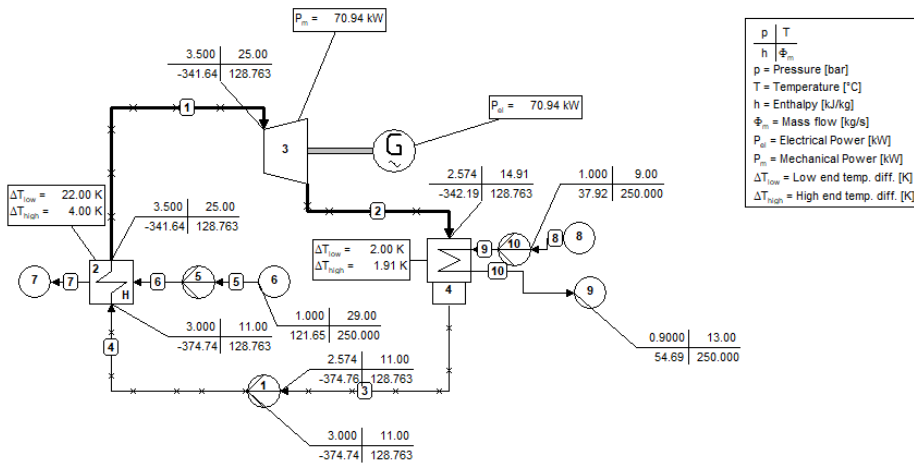 Pm = 70.94 kW
3.500 25.00
-341.64 128.763
p T
h Φm
p = Pressure [bar]
T = Temperature [°C]
h = Enthalpy [kJ/kg]
Φm = Mass flow [kg/s]
Pel = Electrical Power [kW]
Pm = Mechanical Power [kW]
ΔTlow = Low end temp. diff. [K]
ΔThigh = High end temp. diff. [K]
1
Pel = 70.94 kW
3
G
~
2.574 14.91
-342.19 128.763
1.000 9.00
37.92 250.000
ΔTlow = 22.00 K
ΔThigh = 4.00 K
3.500 25.00
-341.64 128.763
2
ΔTlow = 2.00 K
ΔThigh = 1.91 K
9
10
8
8
10
4
9
7
7
2
H
6
5
5
6
3.000 11.00
-374.74 128.763
1.000 29.00
121.65 250.000
0.9000 13.00
54.69 250.000
4
2.574 11.00
-374.76 128.763
1
3
3.000 11.00
-374.74 128.763